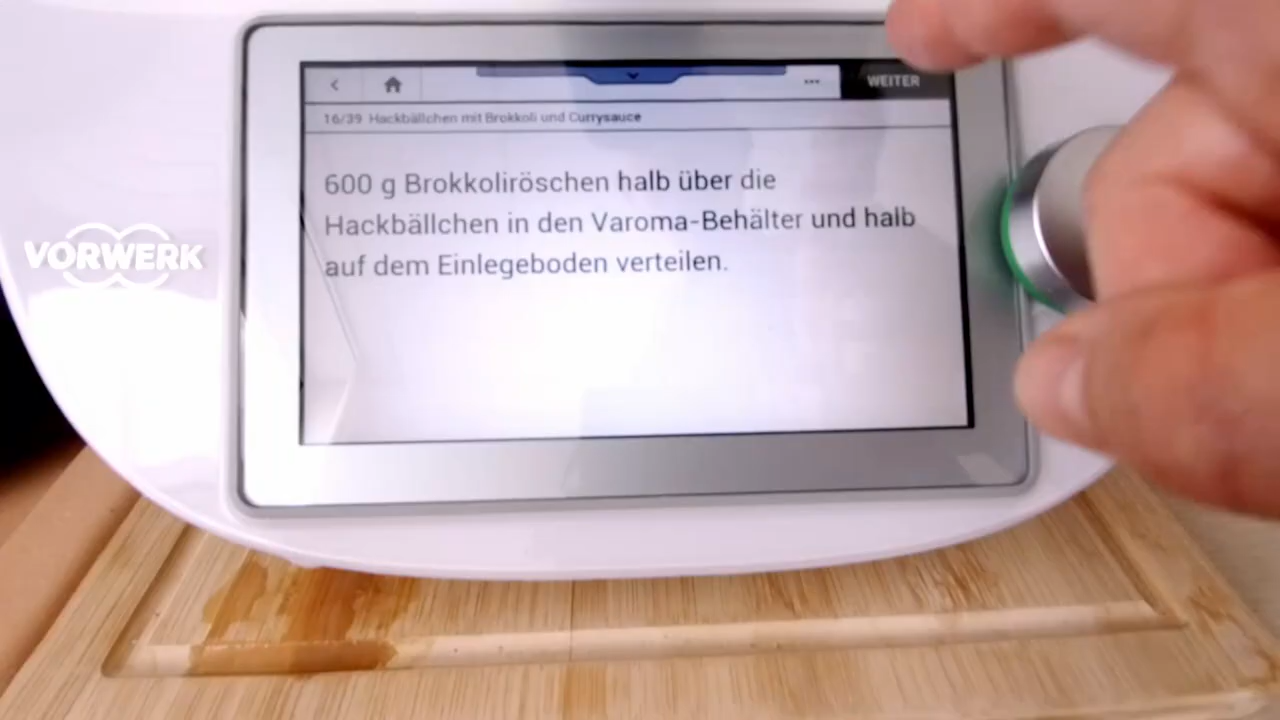 WEITER
16/39 Hackbällchen mit Brokkoli und Currysauce
600 g Brokkoliröschen halb über die
Hackbällchen in den Varoma-Behälter und halb
auf dem Einlegeboden verteilen.
VORWERK